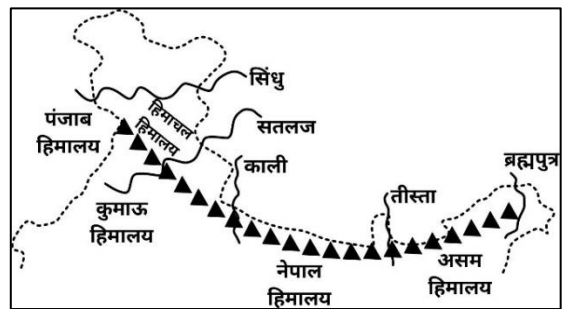 सिंधु
पंजाब
हिमालय
हिमाचल
हिमालय
सतलज
काली
कुमाऊ
हिमालय
तीस्ता
ब्रह्मपुत्र
नेपाल
हिमालय
असम
हिमालय